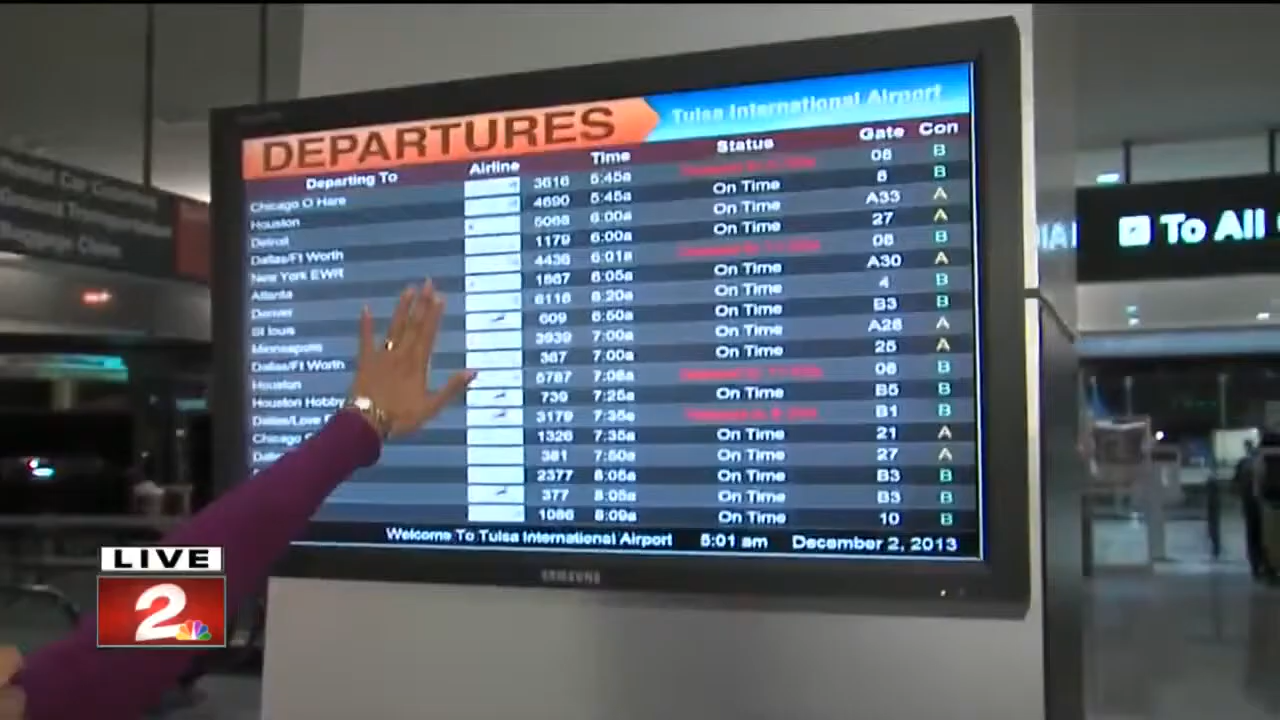 DEPARTURES
Tulsa International Airport
Departing To Airline Time Status Gate Con
Chicago O Hare 3616 5:45a 08 B
Houston 4690 5:45a On Time 8 B
Detroit 5068 6:00a On Time A33 A
Dallas/Ft Worth 1179 6:00a On Time 27 A
New York EWR 4436 6:01a 08 B
Atlanta 1867 6:05a On Time A30 A
Denver 6116 6:20a On Time 4 B
St louis 609 6:50a On Time B3 B
Minneapolis 3939 7:00a On Time A28 A
Dallas/Ft Worth 387 7:00a On Time 25 A
Houston 5787 7:08a 08 B
Houston Hobby 739 7:25a On Time B5 B
Dallas/Love 3179 7:35a B1 B
Chicago 1326 7:35a On Time 21 A
381 7:50a On Time 27 A
2377 8:05a On Time B3 B
377 8:05a On Time B3 B
1086 8:09a On Time 10 B
Welcome To Tulsa International Airport 5:01 am December 2, 2013
SAMSUNG
To All
LIVE
2